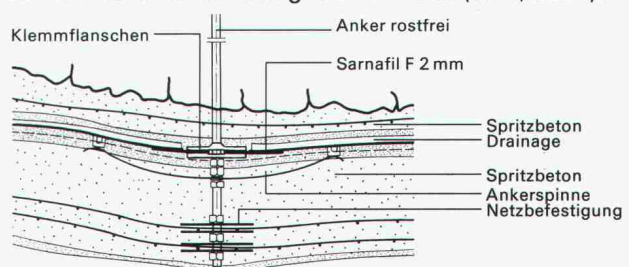 Klemmflanschen
Anker rostfrei
Sarnafil F 2 mm
Spritzbeton
Drainage
Spritzbeton
Ankerspinne
Netzbefestigung